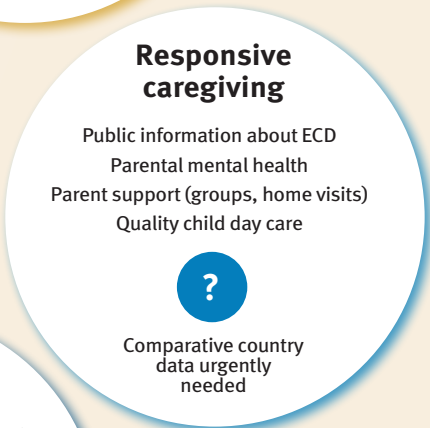 Responsive
caregiving
Public information about ECD
Parental mental health
Parent support (groups, home visits)
Quality child day care
?
Comparative country
data urgently
needed